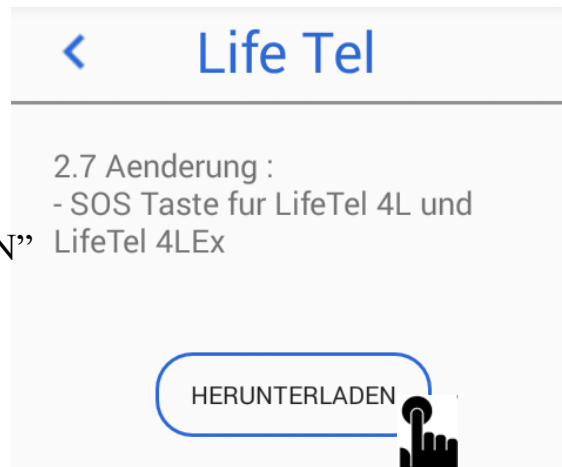 Life Tel
2.7 Aenderung :
- SOS Taste fur LifeTel 4L und
N” LifeTel 4LEx
HERUNTERLADEN